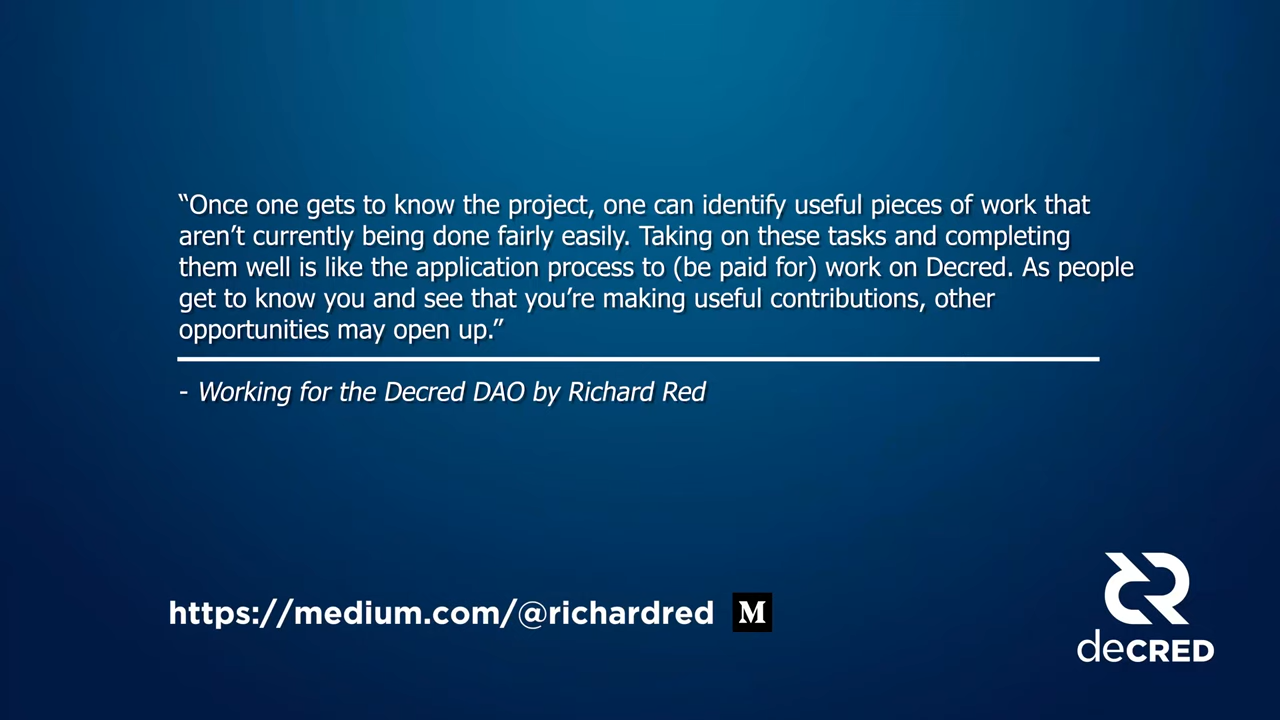 “Once one gets to know the project, one can identify useful pieces of work that
aren’t currently being done fairly easily. Taking on these tasks and completing
them well is like the application process to (be paid for) work on Decred. As people
get to know you and see that you’re making useful contributions, other
opportunities may open up.”
- Working for the Decred DAO by Richard Red
https://medium.com/@richardred M
deCRED